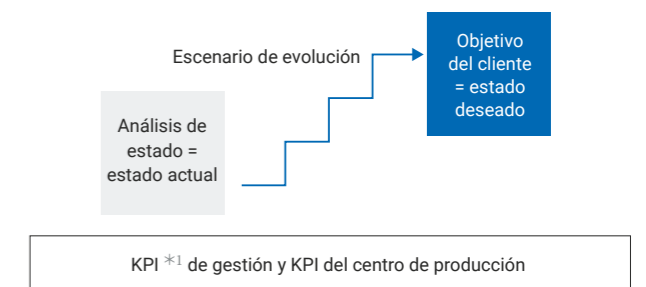 Escenario de evolución
Objetivo
del cliente
= estado
deseado
Análisis de
estado =
estado actual
KPI *1 de gestión y KPI del centro de producción